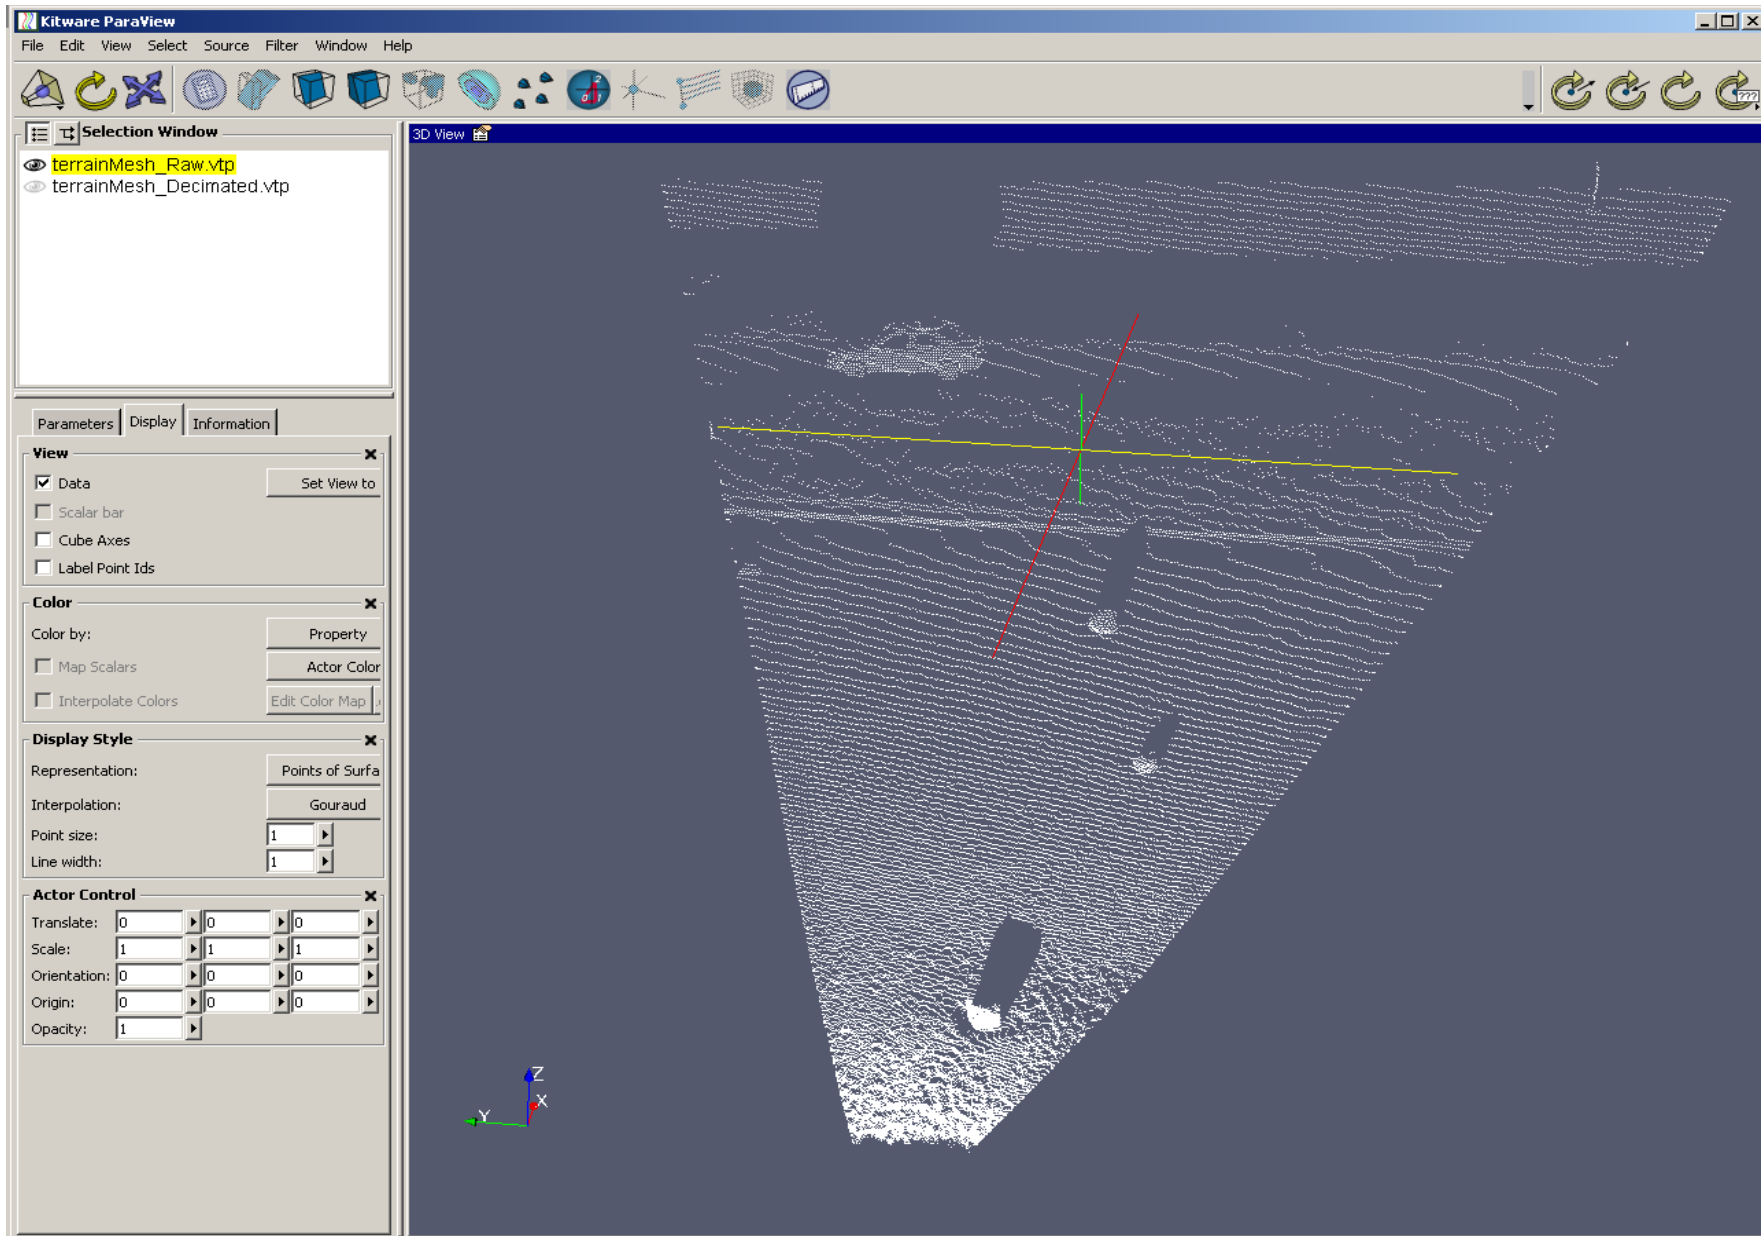 Kitware ParaView
File Edit View Select Source Filter Window Help
2
0.1
???
Selection Window
3D View
terrainMesh_Raw.vtp
terrainMesh_Decimated.vtp
Parameters Display Information
View
Data Set View to
Scalar bar
Cube Axes
Label Point Ids
Color
Color by: Property
Map Scalars Actor Color
Interpolate Colors Edit Color Map
Display Style
Representation: Points of Surfa
Interpolation: Gouraud
Point size: 1
Line width: 1
Actor Control
Translate: 0 0 0
Scale: 1 1 1
Orientation: 0 0 0
Origin: 0 0 0
Opacity: 1
Z
X
Y